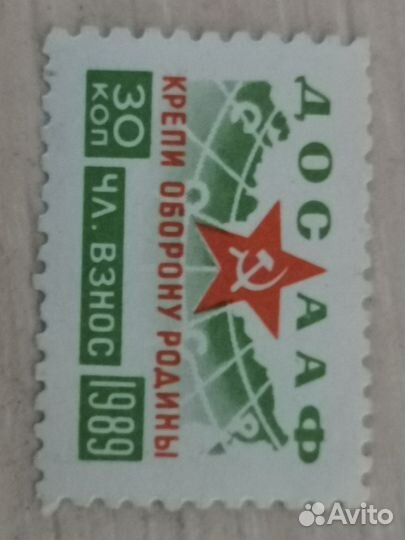 ДОСААФ
КРЕПИ ОБОРОНУ РОДИНЫ
30 КОП
ЧЛ. ВЗНОС
1989
Avito